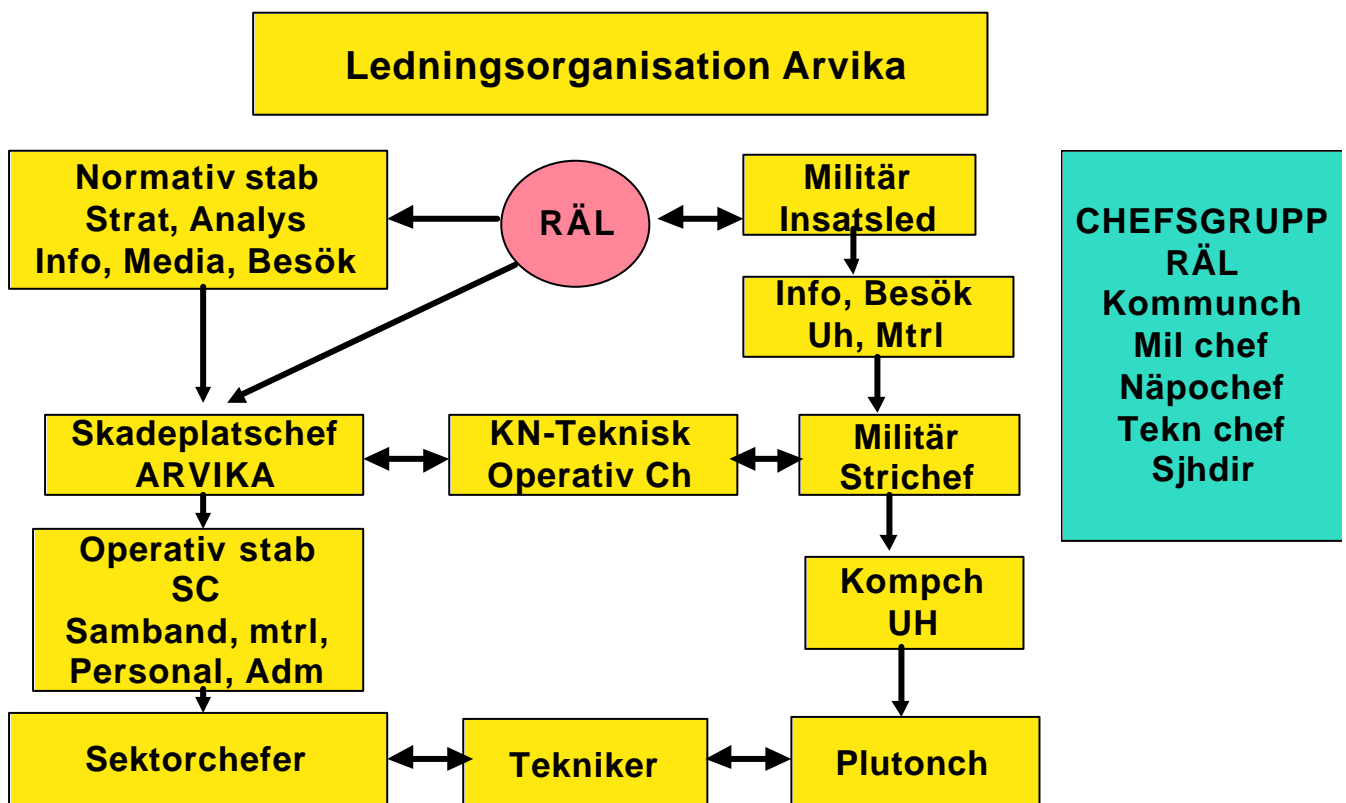 Ledningsorganisation Arvika
Normativ stab
Strat, Analys
Info, Media, Besök
RÄL
Militär
Insatsled
Info, Besök
Uh, Mtrl
CHEFSGRUPP
RÄL
Kommunch
Mil chef
Näpochef
Tekn chef
Sjhdir
Skadeplatschef
ARVIKA
KN-Teknisk
Operativ Ch
Militär
Strichef
Operativ stab
SC
Samband, mtrl,
Personal, Adm
Kompch
UH
Sektorchefer
Tekniker
Plutonch